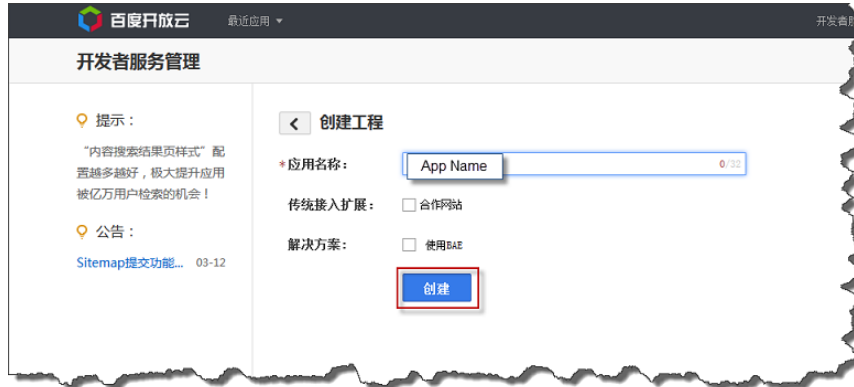 百度开放云 最近应用 开发者服
开发者服务管理
提示：
“内容搜索结果页样式”配
置越多越好，极大提升应用
被亿万用户检索的机会！
公告：
Sitemap提交功能... 03-12
创建工程
*应用名称： App Name 0/32
传统接入扩展： 合作网站
解决方案： 使用BAE
创建